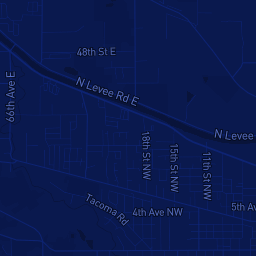 48th St E
N Levee Rd E
66th Ave E
N Levee
18th St NW
15th St NW
11th St NW
Tacoma Rd
4th Ave NW
5th Av